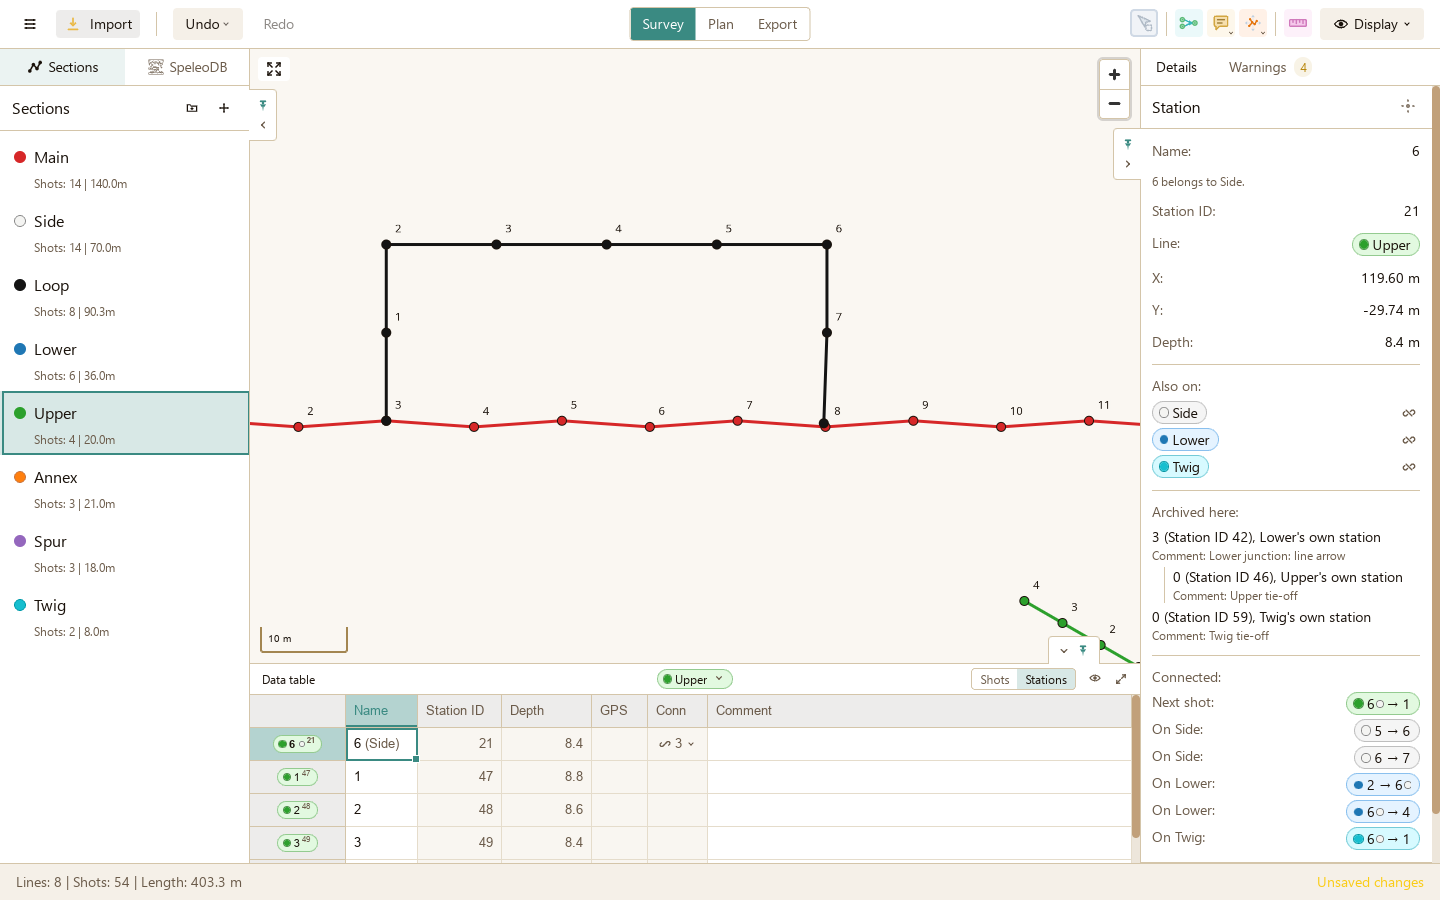 Import
Undo
Redo
Survey
Plan
Export
Display
Sections
SpeleoDB
Sections
Main
Shots: 14 | 140.0m
Side
Shots: 14 | 70.0m
Loop
Shots: 8 | 90.3m
Lower
Shots: 6 | 36.0m
Upper
Shots: 4 | 20.0m
Annex
Shots: 3 | 21.0m
Spur
Shots: 3 | 18.0m
Twig
Shots: 2 | 8.0m
2 3 4 5 6
1 7
2 3 4 5 6 7 8 9 10 11
4
3
2
10 m
Data table
Upper
Shots
Stations
Name Station ID Depth GPS Conn Comment
6 21 6 (Side) 21 8.4 3
1 47 1 47 8.8
2 48 2 48 8.6
3 49 3 49 8.4
Details
Warnings 4
Station
Name: 6
6 belongs to Side.
Station ID: 21
Line: Upper
X: 119.60 m
Y: -29.74 m
Depth: 8.4 m
Also on:
Side
Lower
Twig
Archived here:
3 (Station ID 42), Lower's own station
Comment: Lower junction: line arrow
0 (Station ID 46), Upper's own station
Comment: Upper tie-off
0 (Station ID 59), Twig's own station
Comment: Twig tie-off
Connected:
Next shot: 6 → 1
On Side: 5 → 6
On Side: 6 → 7
On Lower: 2 → 6
On Lower: 6 → 4
On Twig: 6 → 1
Lines: 8 | Shots: 54 | Length: 403.3 m
Unsaved changes